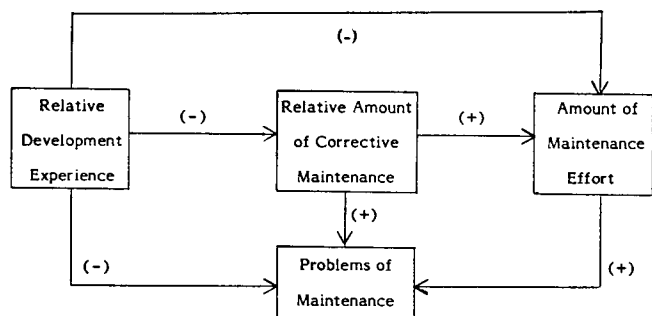 (-)
Relative
Development
Experience
(-)
Relative Amount
of Corrective
Maintenance
(+)
Amount of
Maintenance
Effort
(+)
(-)
Problems of
Maintenance
(+)